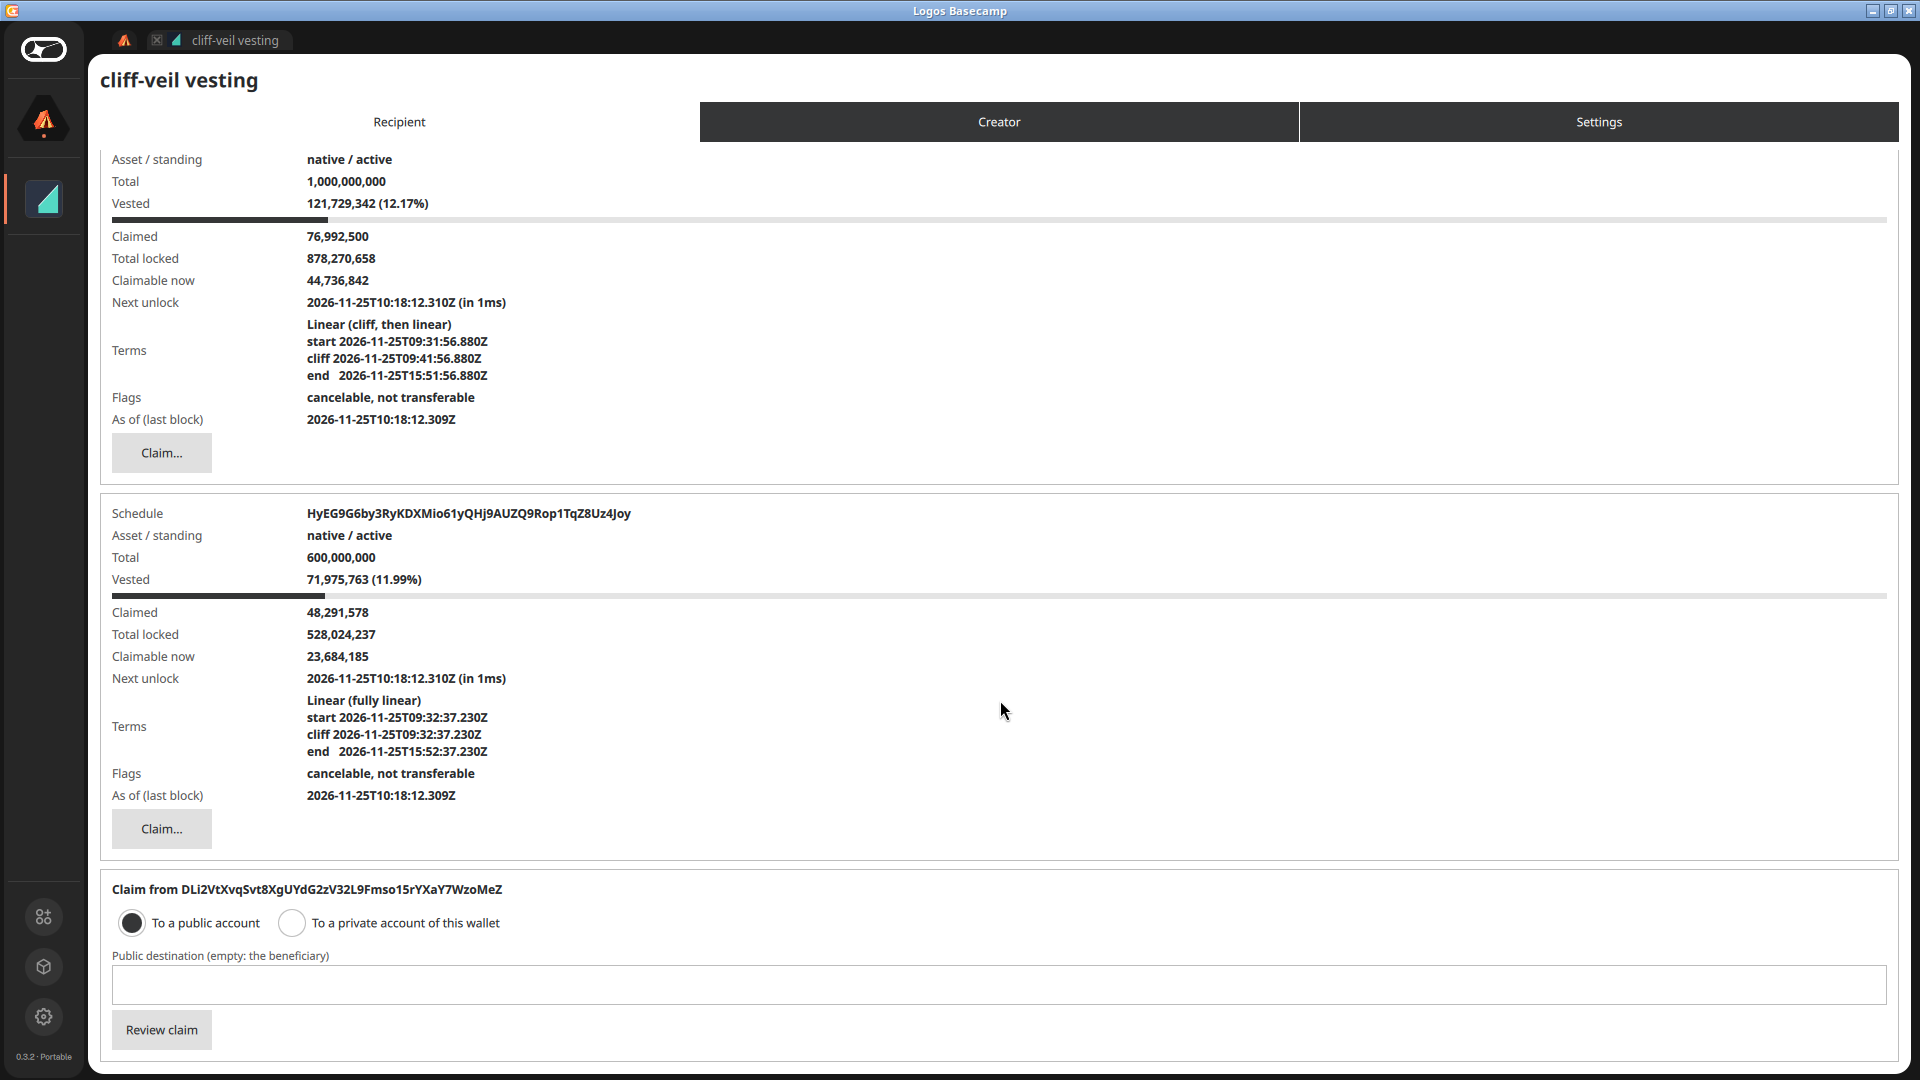 Logos Basecamp
cliff-veil vesting
cliff-veil vesting
Recipient
Creator
Settings
Asset / standing native / active
Total 1,000,000,000
Vested 121,729,342 (12.17%)
Claimed 76,992,500
Total locked 878,270,658
Claimable now 44,736,842
Next unlock 2026-11-25T10:18:12.310Z (in 1ms)
Terms
Linear (cliff, then linear)
start 2026-11-25T09:31:56.880Z
cliff 2026-11-25T09:41:56.880Z
end 2026-11-25T15:51:56.880Z
Flags cancelable, not transferable
As of (last block) 2026-11-25T10:18:12.309Z
Claim...
Schedule HyEG9G6by3RyKDXMio61yQHj9AUZQ9Rop1TqZ8Uz4Joy
Asset / standing native / active
Total 600,000,000
Vested 71,975,763 (11.99%)
Claimed 48,291,578
Total locked 528,024,237
Claimable now 23,684,185
Next unlock 2026-11-25T10:18:12.310Z (in 1ms)
Terms
Linear (fully linear)
start 2026-11-25T09:32:37.230Z
cliff 2026-11-25T09:32:37.230Z
end 2026-11-25T15:52:37.230Z
Flags cancelable, not transferable
As of (last block) 2026-11-25T10:18:12.309Z
Claim...
Claim from DLi2VtXvqSvt8XgUYdG2zV32L9Fmso15rYXaY7WzoMeZ
To a public account
To a private account of this wallet
Public destination (empty: the beneficiary)
Review claim
0.3.2 · Portable